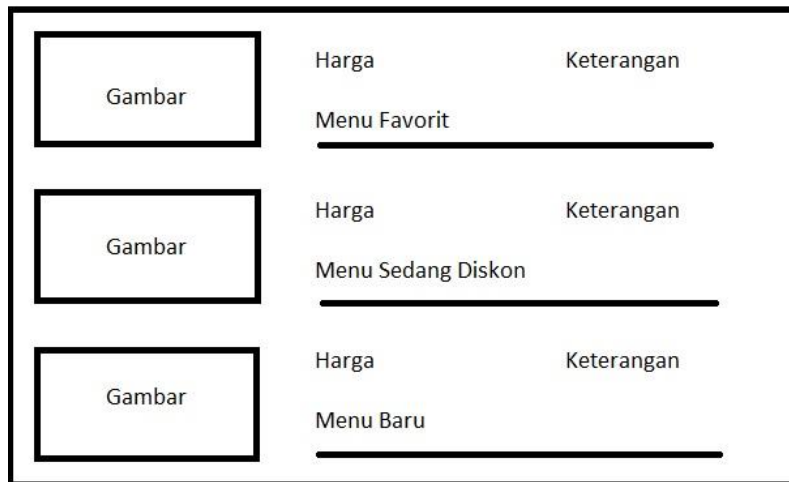 Gambar
Harga Keterangan
Menu Favorit
Gambar
Harga Keterangan
Menu Sedang Diskon
Gambar
Harga Keterangan
Menu Baru